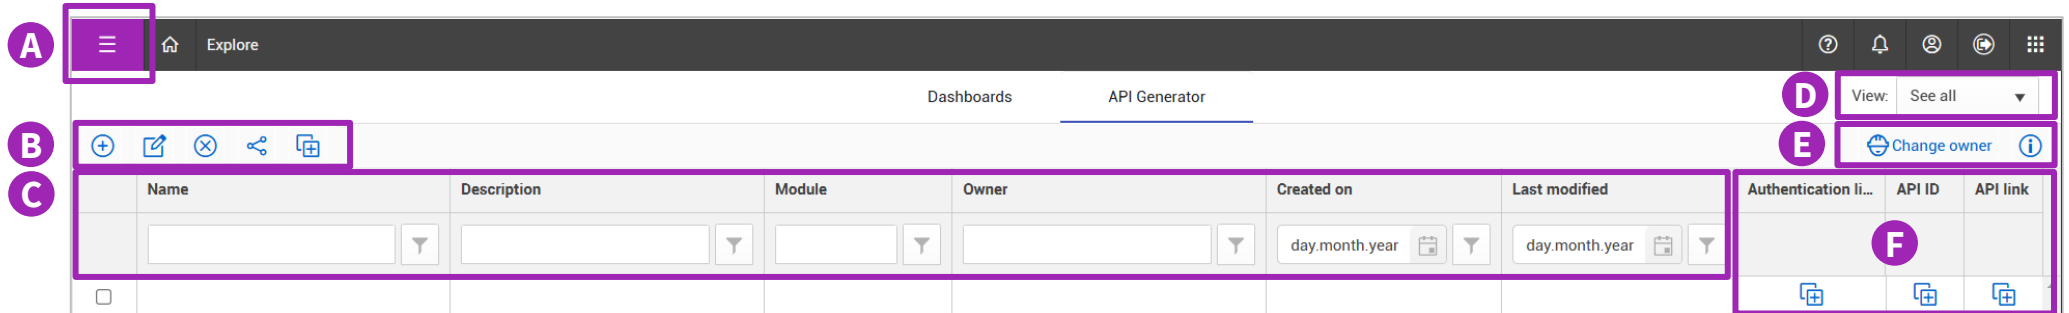 A
Explore
Dashboards API Generator
D View: See all
B
E Change owner
C
Name Description Module Owner Created on Last modified Authentication li... API ID API link
day.month.year day.month.year
F